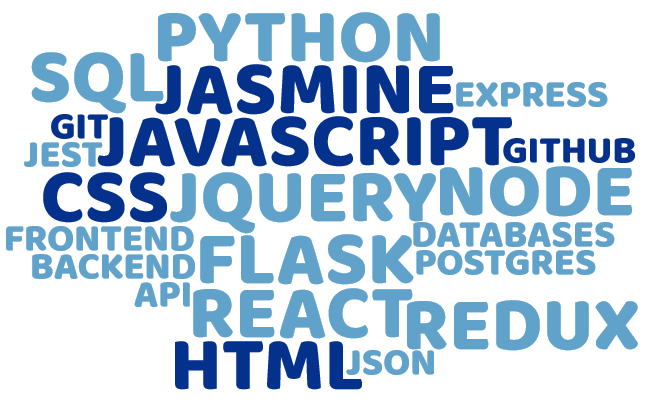 PYTHON
SQL JASMINE EXPRESS
GIT JAVASCRIPT GITHUB
JEST
CSS JQUERY NODE
FRONTEND FLASK DATABASES
BACKEND POSTGRES
API REACT REDUX
HTML JSON